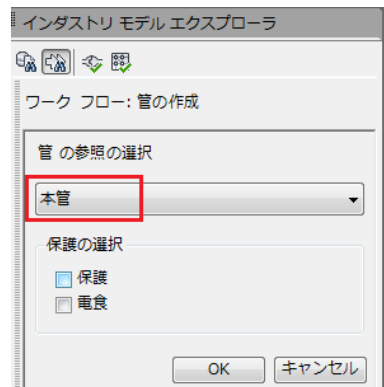 インダストリ モデル エクスプローラ
ワーク フロー: 管の作成
管 の参照の選択
本管
保護の選択
保護
電食
OK キャンセル